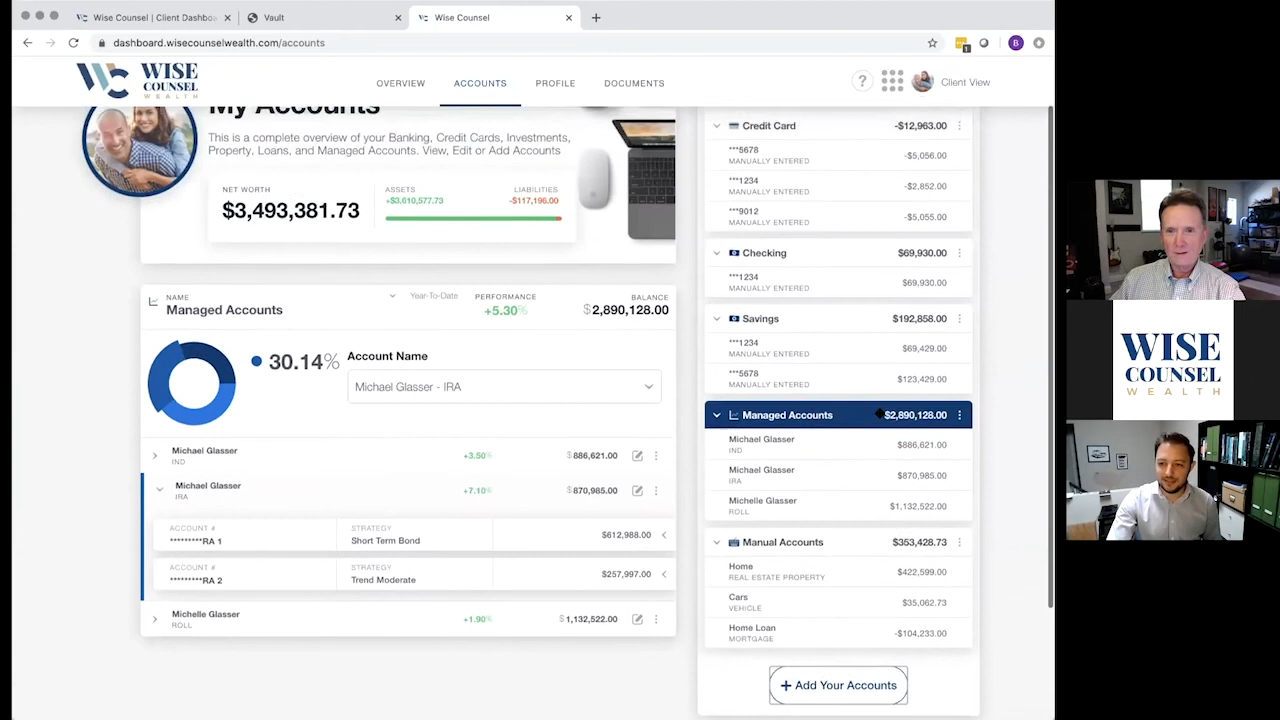 Wise Counsel | Client Dashbo
Vault
Wise Counsel
dashboard.wisecounselwealth.com/accounts
1
B
WISE
COUNSEL
WEALTH
OVERVIEW
ACCOUNTS
PROFILE
DOCUMENTS
?
Client View
My Accounts
This is a complete overview of your Banking, Credit Cards, Investments,
Property, Loans, and Managed Accounts. View, Edit or Add Accounts
NET WORTH
$3,493,381.73
ASSETS
+$3,610,577.73
LIABILITIES
-$117,196.00
NAME
Managed Accounts
Year-To-Date
PERFORMANCE
+5.30%
BALANCE
$2,890,128.00
30.14%
Account Name
Michael Glasser - IRA
Michael Glasser
IND
+3.50%
$886,621.00
Michael Glasser
IRA
+7.10%
$870,985.00
ACCOUNT #
*********RA 1
STRATEGY
Short Term Bond
$612,988.00
ACCOUNT #
*********RA 2
STRATEGY
Trend Moderate
$257,997.00
Michelle Glasser
ROLL
+1.90%
$1,132,522.00
Credit Card
-$12,963.00
***5678
MANUALLY ENTERED
-$5,056.00
***1234
MANUALLY ENTERED
-$2,852.00
***9012
MANUALLY ENTERED
-$5,055.00
Checking
$69,930.00
***1234
MANUALLY ENTERED
$69,930.00
Savings
$192,858.00
***1234
MANUALLY ENTERED
$69,429.00
***5678
MANUALLY ENTERED
$123,429.00
Managed Accounts
$2,890,128.00
Michael Glasser
IND
$886,621.00
Michael Glasser
IRA
$870,985.00
Michelle Glasser
ROLL
$1,132,522.00
Manual Accounts
$353,428.73
Home
REAL ESTATE PROPERTY
$422,599.00
Cars
VEHICLE
$35,062.73
Home Loan
MORTGAGE
-$104,233.00
+ Add Your Accounts
WISE
COUNSEL
WEALTH